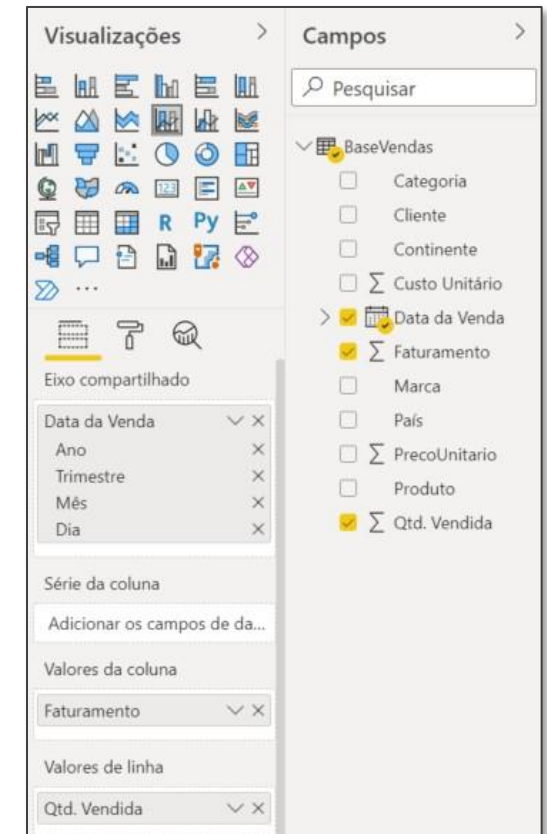 Visualizações
123
R
Py
Eixo compartilhado
Data da Venda
Ano
Trimestre
Mês
Dia
Série da coluna
Adicionar os campos de da...
Valores da coluna
Faturamento
Valores de linha
Qtd. Vendida
Campos
Pesquisar
BaseVendas
Categoria
Cliente
Continente
Σ Custo Unitário
Data da Venda
Σ Faturamento
Marca
País
Σ PrecoUnitario
Produto
Σ Qtd. Vendida